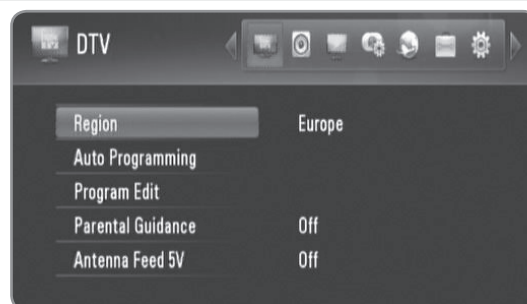 DTV
Region Europe
Auto Programming
Program Edit
Parental Guidance Off
Antenna Feed 5V Off